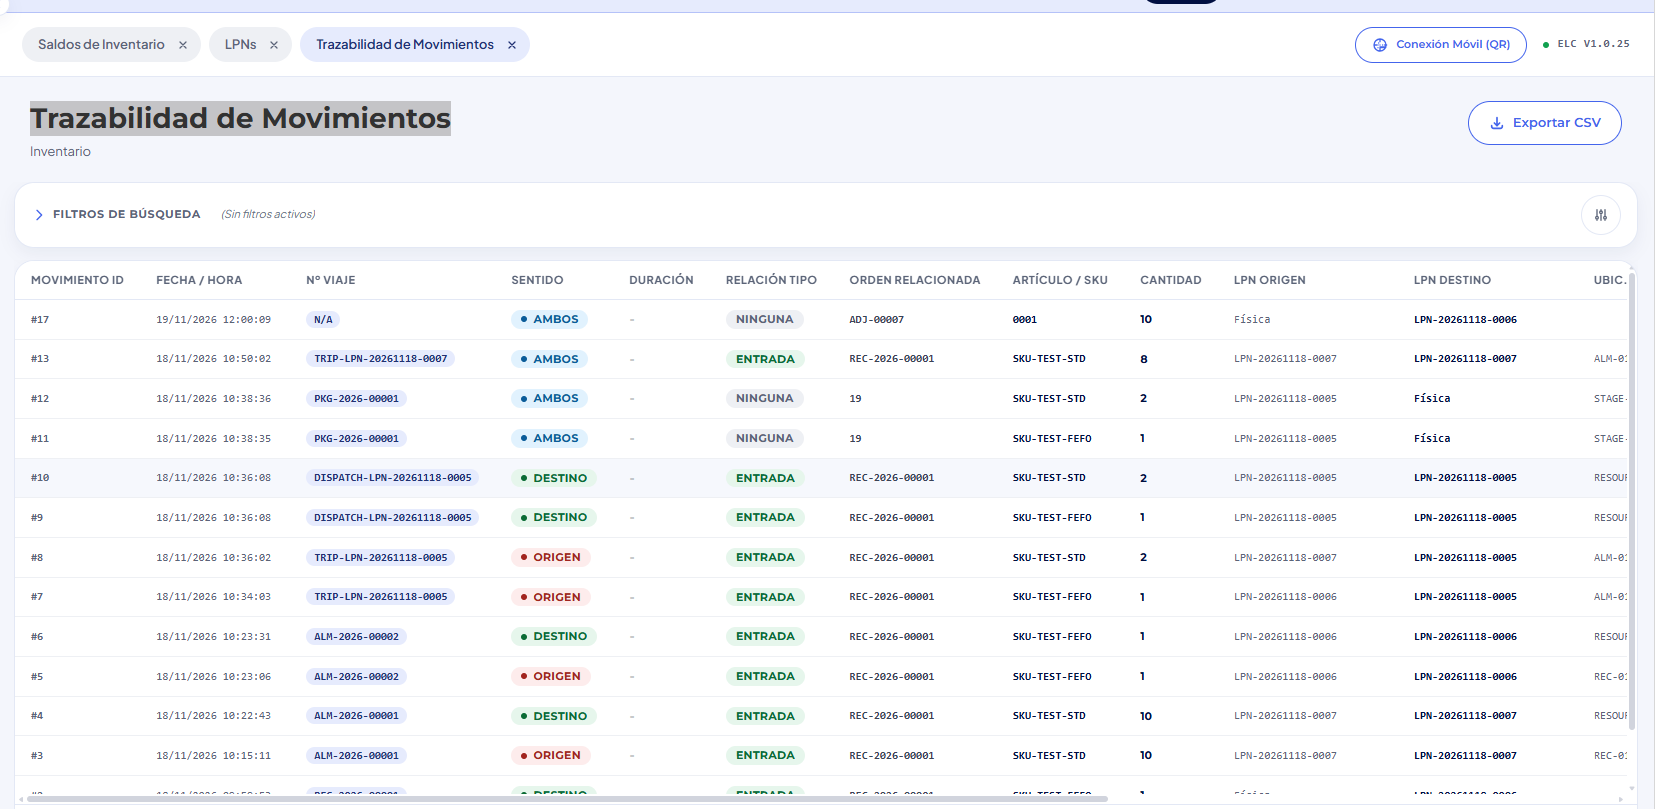 Saldos de Inventario ×
LPNs ×
Trazabilidad de Movimientos ×
Conexión Móvil (QR)
ELC V1.0.25
Trazabilidad de Movimientos
Inventario
Exportar CSV
FILTROS DE BÚSQUEDA (Sin filtros activos)
MOVIMIENTO ID FECHA / HORA Nº VIAJE SENTIDO DURACIÓN RELACIÓN TIPO ORDEN RELACIONADA ARTÍCULO / SKU CANTIDAD LPN ORIGEN LPN DESTINO UBIC.
#17 19/11/2026 12:00:09 N/A AMBOS - NINGUNA ADJ-00007 0001 10 Física LPN-20261118-0006
#13 18/11/2026 10:50:02 TRIP-LPN-20261118-0007 AMBOS - ENTRADA REC-2026-00001 SKU-TEST-STD 8 LPN-20261118-0007 LPN-20261118-0007 ALM-01
#12 18/11/2026 10:38:36 PKG-2026-00001 AMBOS - NINGUNA 19 SKU-TEST-STD 2 LPN-20261118-0005 Física STAGE-
#11 18/11/2026 10:38:35 PKG-2026-00001 AMBOS - NINGUNA 19 SKU-TEST-FEFO 1 LPN-20261118-0005 Física STAGE-
#10 18/11/2026 10:36:08 DISPATCH-LPN-20261118-0005 DESTINO - ENTRADA REC-2026-00001 SKU-TEST-STD 2 LPN-20261118-0005 LPN-20261118-0005 RESOUR
#9 18/11/2026 10:36:08 DISPATCH-LPN-20261118-0005 DESTINO - ENTRADA REC-2026-00001 SKU-TEST-FEFO 1 LPN-20261118-0005 LPN-20261118-0005 RESOUR
#8 18/11/2026 10:36:02 TRIP-LPN-20261118-0005 ORIGEN - ENTRADA REC-2026-00001 SKU-TEST-STD 2 LPN-20261118-0007 LPN-20261118-0005 ALM-01
#7 18/11/2026 10:34:03 TRIP-LPN-20261118-0005 ORIGEN - ENTRADA REC-2026-00001 SKU-TEST-FEFO 1 LPN-20261118-0006 LPN-20261118-0005 ALM-01
#6 18/11/2026 10:23:31 ALM-2026-00002 DESTINO - ENTRADA REC-2026-00001 SKU-TEST-FEFO 1 LPN-20261118-0006 LPN-20261118-0006 RESOUR
#5 18/11/2026 10:23:06 ALM-2026-00002 ORIGEN - ENTRADA REC-2026-00001 SKU-TEST-FEFO 1 LPN-20261118-0006 LPN-20261118-0006 REC-01
#4 18/11/2026 10:22:43 ALM-2026-00001 DESTINO - ENTRADA REC-2026-00001 SKU-TEST-STD 10 LPN-20261118-0007 LPN-20261118-0007 RESOUR
#3 18/11/2026 10:15:11 ALM-2026-00001 ORIGEN - ENTRADA REC-2026-00001 SKU-TEST-STD 10 LPN-20261118-0007 LPN-20261118-0007 REC-01